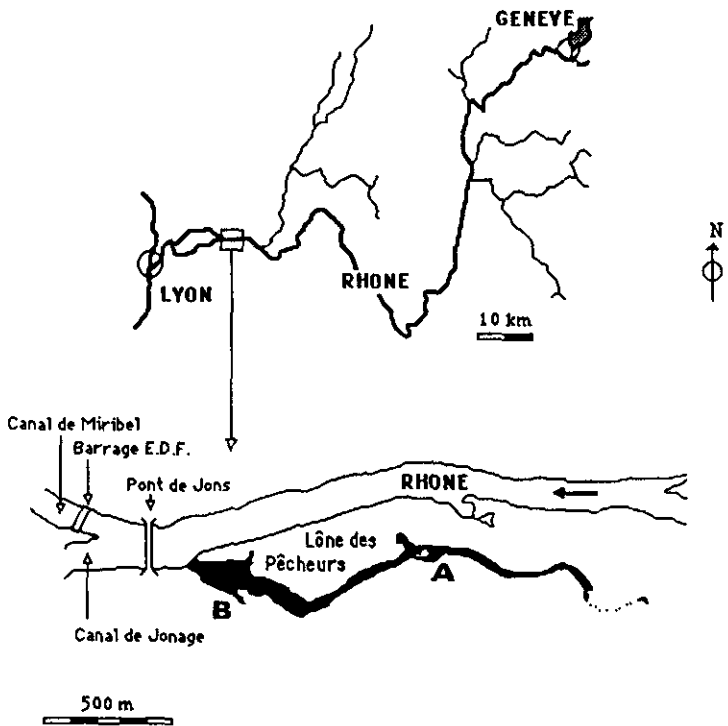 GENEYE
N
RHONE
LYON
10 km
Canal de Miribel
Barrage E.D.F.
Pont de Jons
RHONE
Lône des
Pêcheurs
A
B
Canal de Jonage
500 m